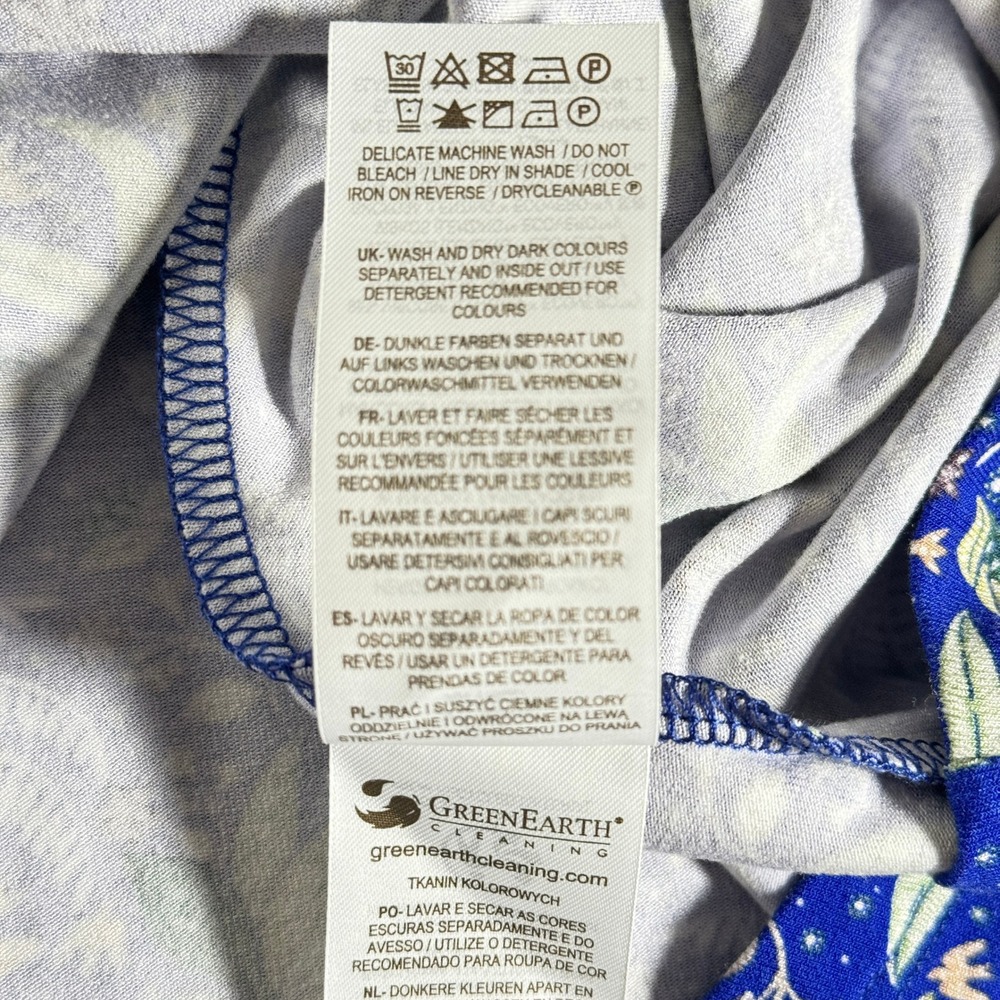 30 P
P
DELICATE MACHINE WASH / DO NOT
BLEACH / LINE DRY IN SHADE / COOL
IRON ON REVERSE / DRYCLEANABLE Ⓟ
UK- WASH AND DRY DARK COLOURS
SEPARATELY AND INSIDE OUT / USE
DETERGENT RECOMMENDED FOR
COLOURS
DE- DUNKLE FARBEN SEPARAT UND
AUF LINKS WASCHEN UND TROCKNEN /
COLORWASCHMITTEL VERWENDEN
FR- LAVER ET FAIRE SÉCHER LES
COULEURS FONCÉES SÉPARÉMENT ET
SUR L'ENVERS / UTILISER UNE LESSIVE
RECOMMANDÉE POUR LES COULEURS
IT- LAVARE E ASCIUGARE I CAPI SCURI
SEPARATAMENTE E AL ROVESCIO /
USARE DETERSIVI CONSIGLIATI PER
CAPI COLORATI
ES- LAVAR Y SECAR LA ROPA DE COLOR
OSCURO SEPARADAMENTE Y DEL
REVÉS / USAR UN DETERGENTE PARA
PRENDAS DE COLOR
PL- PRAĆ I SUSZYĆ CIEMNE KOLORY
ODDZIELNIE I ODWRÓCONE NA LEWĄ
STRONĘ / UŻYWAĆ PROSZKU DO PRANIA
GREENEARTH®
CLEANING
greenearthcleaning.com
TKANIN KOLOROWYCH
PO- LAVAR E SECAR AS CORES
ESCURAS SEPARADAMENTE E DO
AVESSO / UTILIZE O DETERGENTE
RECOMENDADO PARA ROUPA DE COR
NL- DONKERE KLEUREN APART EN